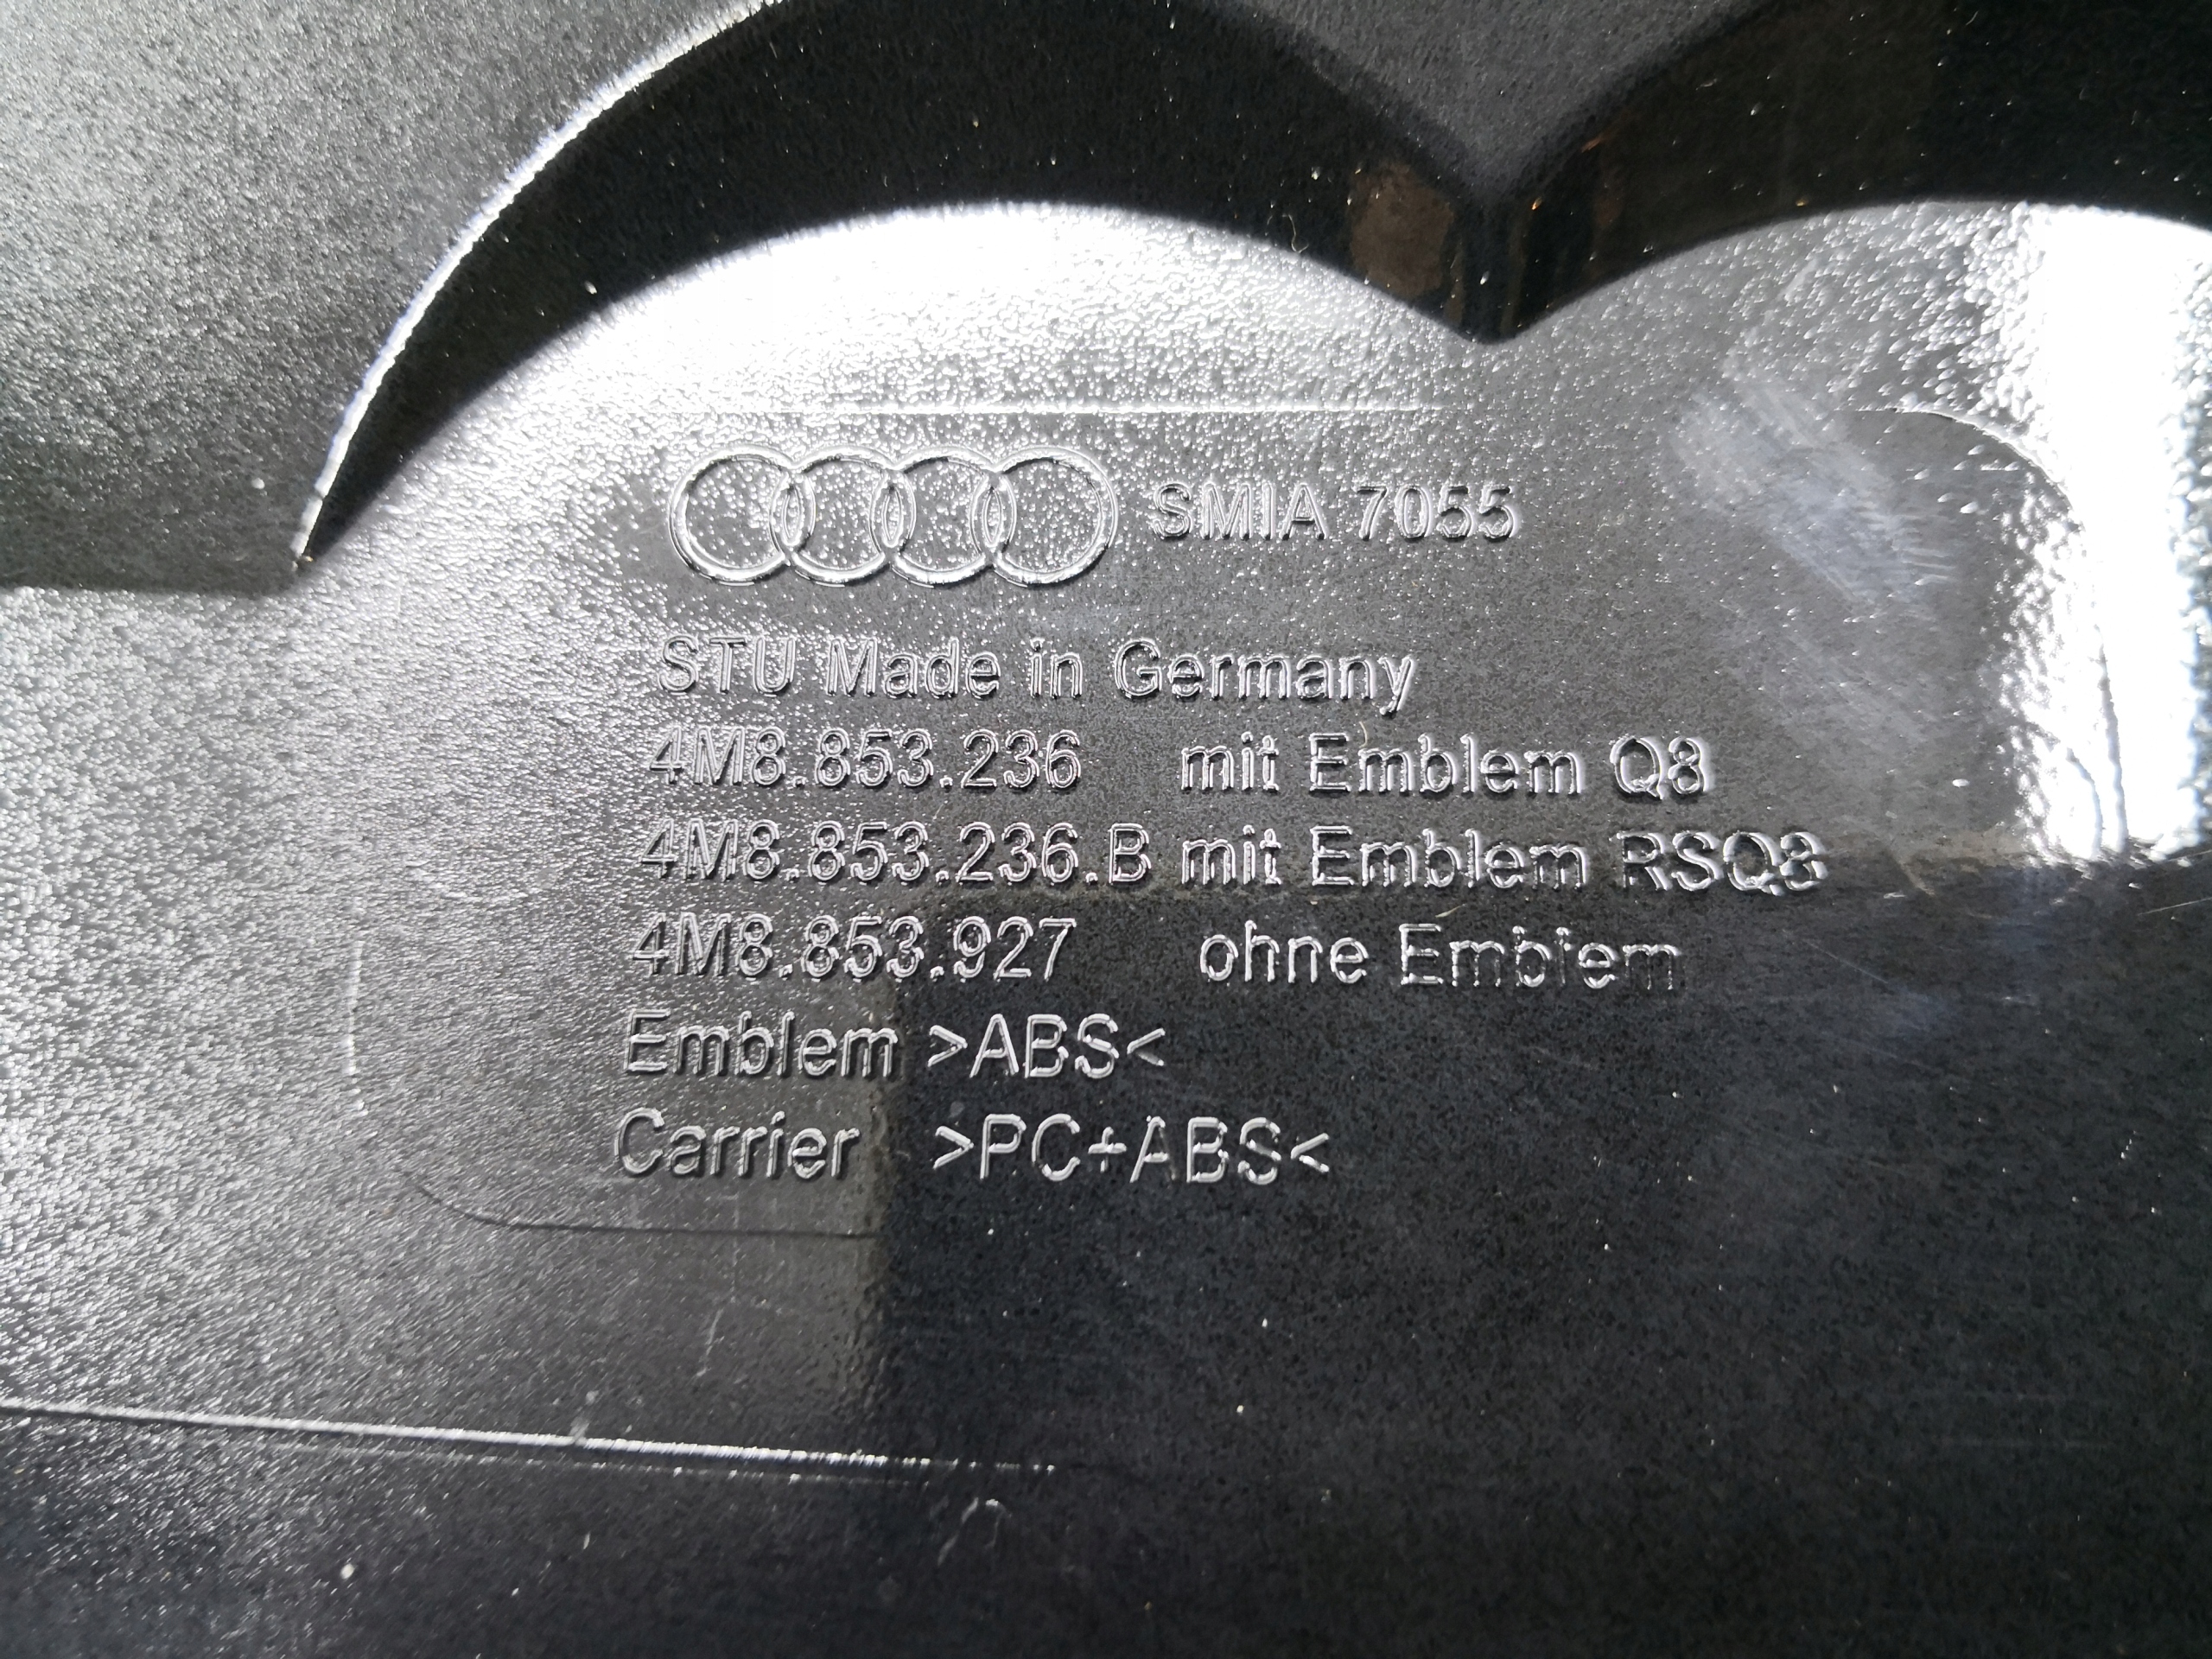 SMIA 7055
STU Made in Germany
4M8.853.236 mit Emblem Q8
4M8.853.236.B mit Emblem RSQ8
4M8.853.927 ohne Emblem
Emblem >ABS<
Carrier >PC+ABS<